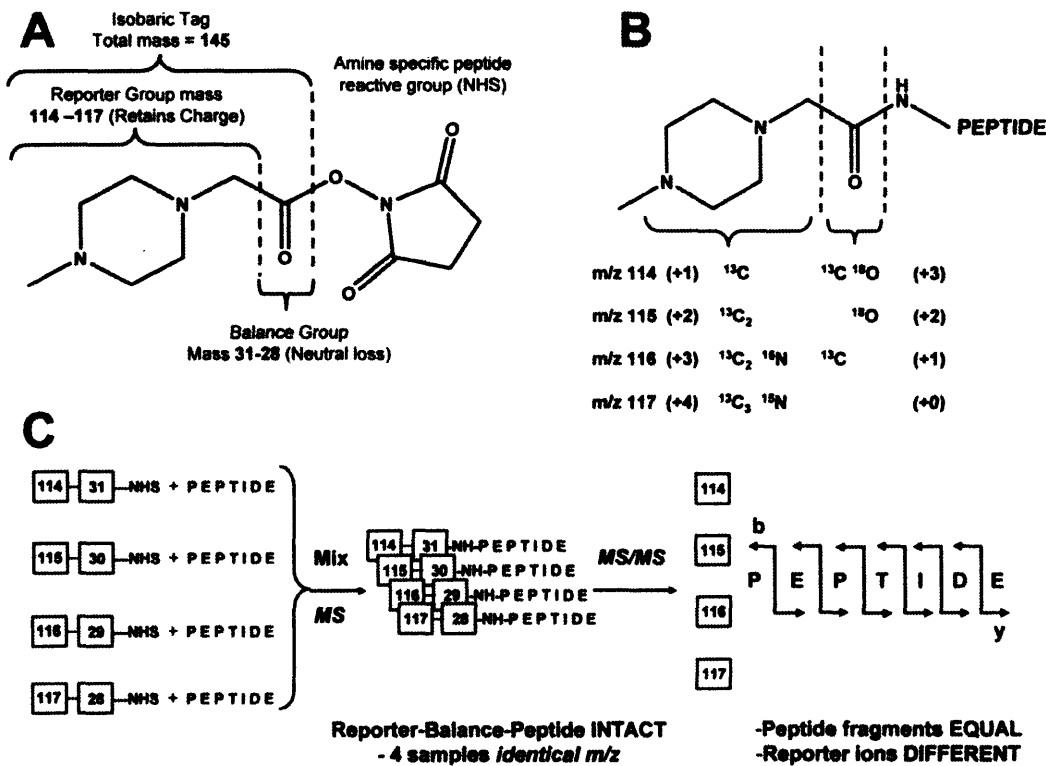 A
Isobaric Tag
Total mass = 145
Reporter Group mass
114 –117 (Retains Charge)
Amine specific peptide
reactive group (NHS)
N
N
O
O
N
O
O
Balance Group
Mass 31-28 (Neutral loss)
B
N
N
O
H
N
PEPTIDE
m/z 114 (+1) ¹³C ¹³C ¹⁸O (+3)
m/z 115 (+2) ¹³C₂ ¹⁸O (+2)
m/z 116 (+3) ¹³C₂ ¹⁵N ¹³C (+1)
m/z 117 (+4) ¹³C₃ ¹⁵N (+0)
C
114 31 NHS + PEPTIDE
115 30 NHS + PEPTIDE
116 29 NHS + PEPTIDE
117 28 NHS + PEPTIDE
Mix
MS
114 31 NH-PEPTIDE
115 30 NH-PEPTIDE
116 29 NH-PEPTIDE
117 28 NH-PEPTIDE
MS/MS
114
115
116
117
b
P E P T I D E
y
Reporter-Balance-Peptide INTACT
- 4 samples identical m/z
-Peptide fragments EQUAL
-Reporter ions DIFFERENT